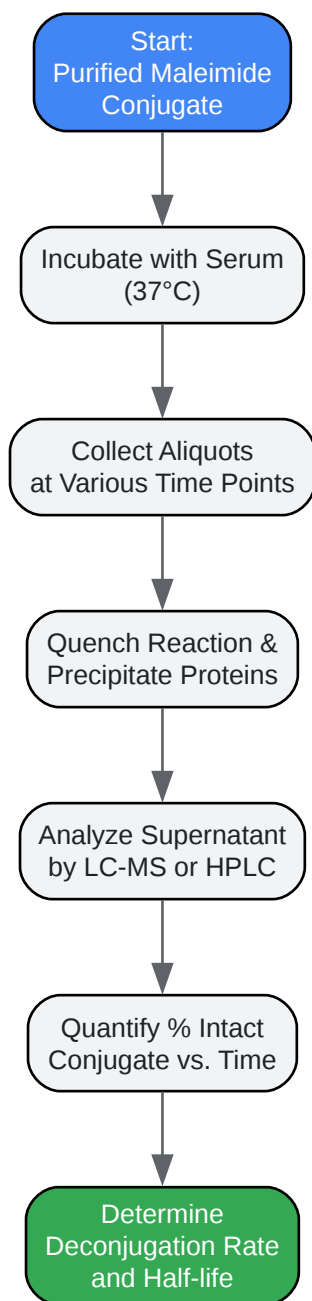 Start:
Purified Maleimide
Conjugate
Incubate with Serum
(37°C)
Collect Aliquots
at Various Time Points
Quench Reaction &
Precipitate Proteins
Analyze Supernatant
by LC-MS or HPLC
Quantify % Intact
Conjugate vs. Time
Determine
Deconjugation Rate
and Half-life